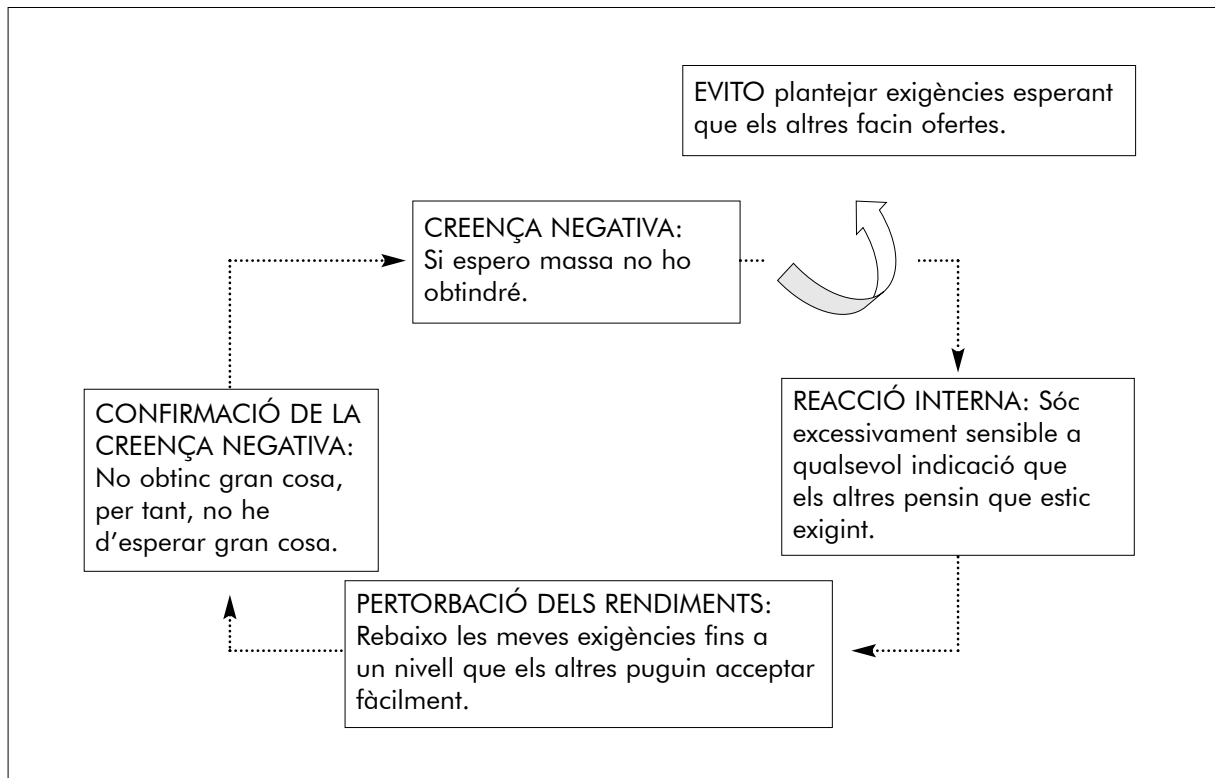 EVITO plantejar exigències esperant
que els altres facin ofertes.
CREENÇA NEGATIVA:
Si espero massa no ho
obtindré.
REACCIÓ INTERNA: Sóc
excessivament sensible a
qualsevol indicació que
els altres pensin que estic
exigint.
PERTORBACIÓ DELS RENDIMENTS:
Rebaixo les meves exigències fins a
un nivell que els altres puguin acceptar
fàcilment.
CONFIRMACIÓ DE LA
CREENÇA NEGATIVA:
No obtinc gran cosa,
per tant, no he
d'esperar gran cosa.